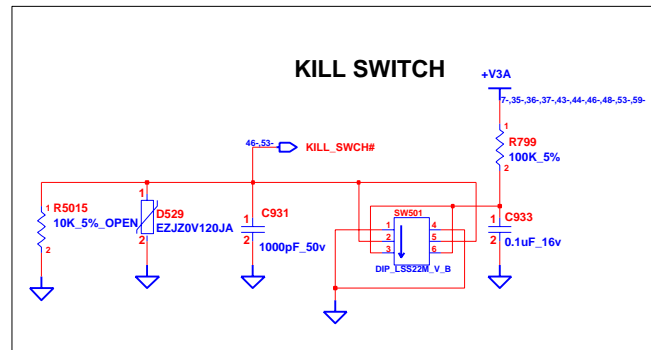 KILL SWITCH
+V3A
7-,35-,36-,37-,43-,44-,46-,48-,53-,59-
1
R799
100K_5%
2
46-,53-
KILL_SWCH#
1
R5015
10K_5%_OPEN
2
1
D529
EZJZ0V120JA
2
1
C931
2
1000pF_50v
SW501
1 4
2 5
3 6
DIP_LSS22M_V_B
1
C933
2
0.1uF_16v